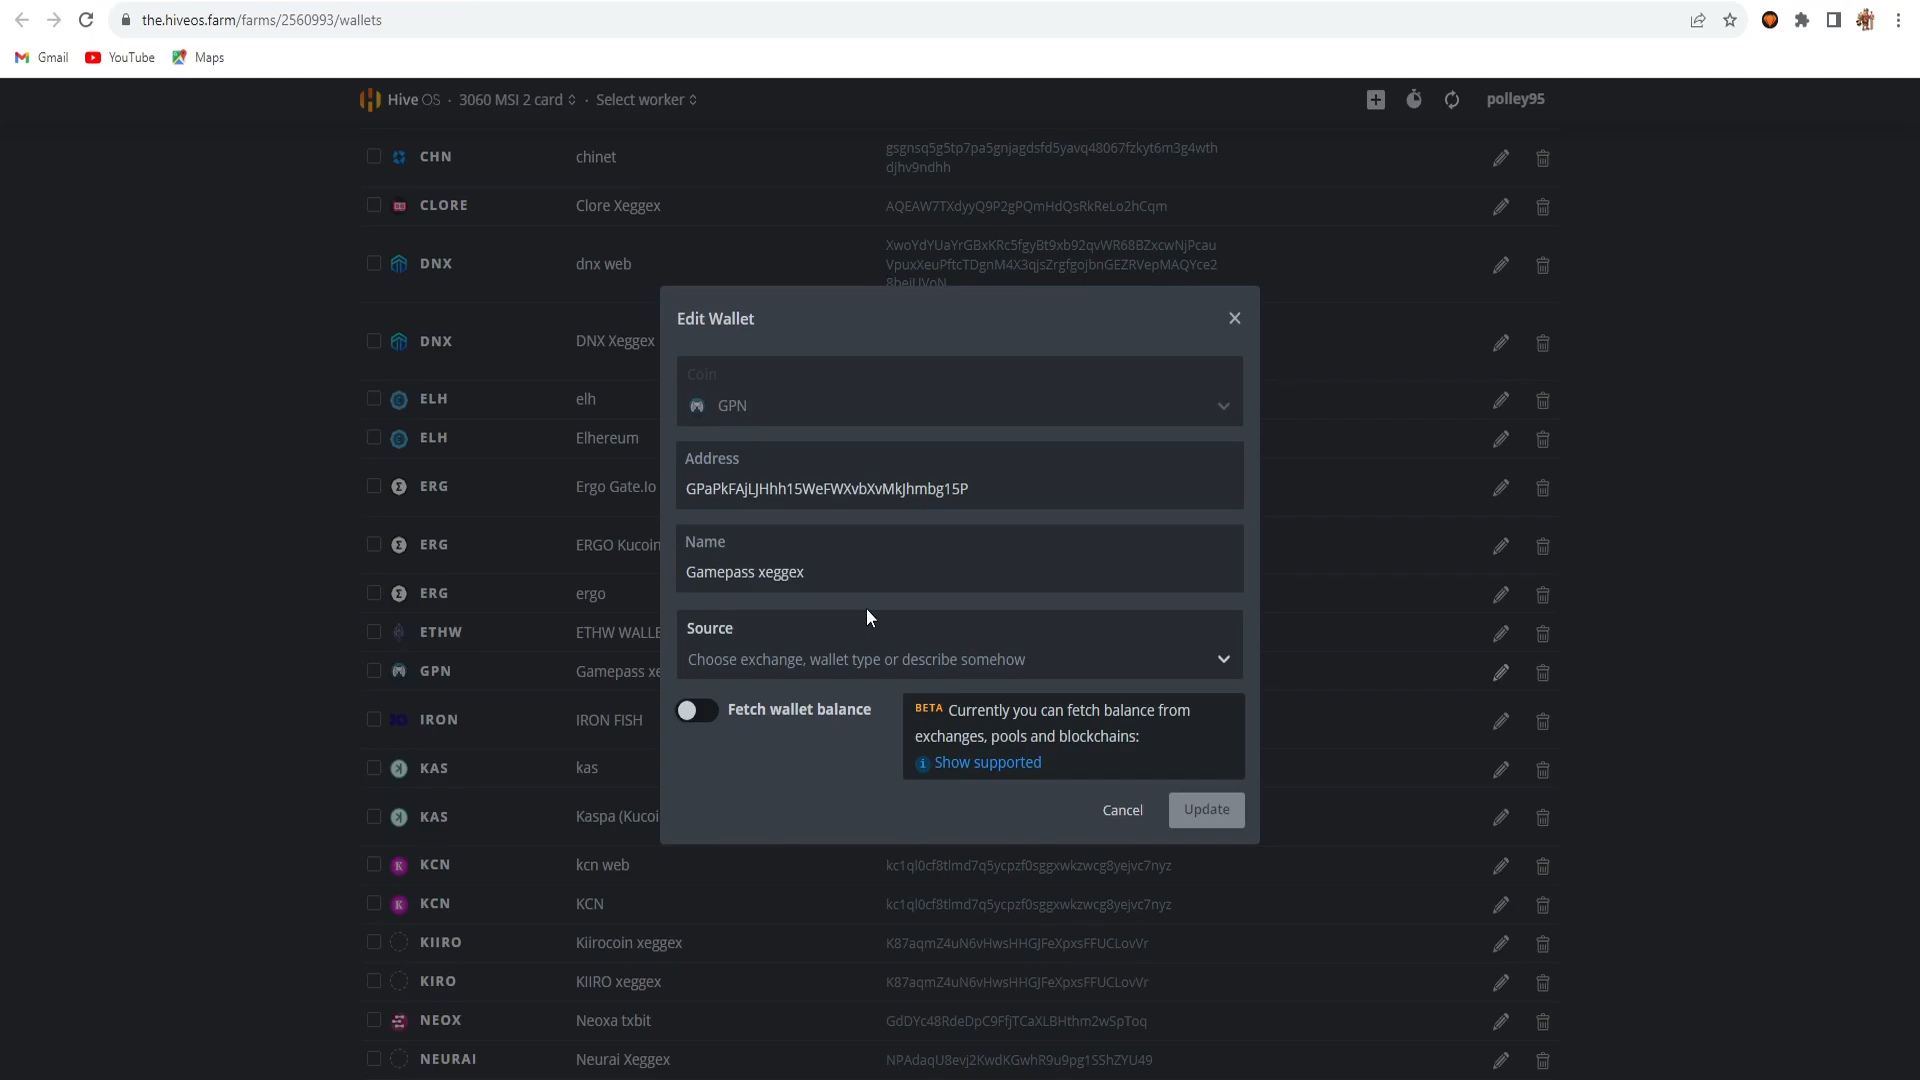 the.hiveos.farm/farms/2560993/wallets
Gmail YouTube Maps
Hive OS · 3060 MSI 2 card · Select worker polley95
CHN chinet gsgnsq5g5tp7pa5gnjagdsfd5yavq48067fzkyt6m3g4wth
djhv9ndhh
CLORE Clore Xeggex AQEAW7TXdyyQ9P2gPQmHdQsRkReLo2hCqm
XwoYdYUaYrGBxKRc5fgyBt9xb92qvWR68BZxcwNjPcau
DNX dnx web VpuxXeuPftcTDgnM4X3qjsZrgfgojbnGEZRVepMAQYce2
Edit Wallet
Coin
GPN
Address
GPaPkFAjLJHhh15WeFWXvbXvMkJhmbg15P
Name
Gamepass xeggex
Source
Choose exchange, wallet type or describe somehow
Fetch wallet balance
BETA Currently you can fetch balance from
exchanges, pools and blockchains:
i Show supported
Cancel Update
DNX DNX Xeggex
ELH elh
ELH Elhereum
ERG Ergo Gate.Io
ERG ERGO Kucoin
ERG ergo
ETHW ETHW WALLE
GPN Gamepass xe
IRON IRON FISH
KAS kas
KAS Kaspa (Kucoi
KCN kcn web kc1ql0cf8tlmd7q5ycpzf0sggxwkzwcg8yejvc7nyz
KCN KCN kc1ql0cf8tlmd7q5ycpzf0sggxwkzwcg8yejvc7nyz
KIIRO Kiirocoin xeggex K87aqmZ4uN6vHwsHHGJFeXpxsFFUCLovVr
KIRO KIIRO xeggex K87aqmZ4uN6vHwsHHGJFeXpxsFFUCLovVr
NEOX Neoxa txbit GdDYc48RdeDpC9FfjTCaXLBHthm2wSpToq
NEURAI Neurai Xeggex NPAdaqU8evj2KwdKGwhR9u9pg1SShZYU49